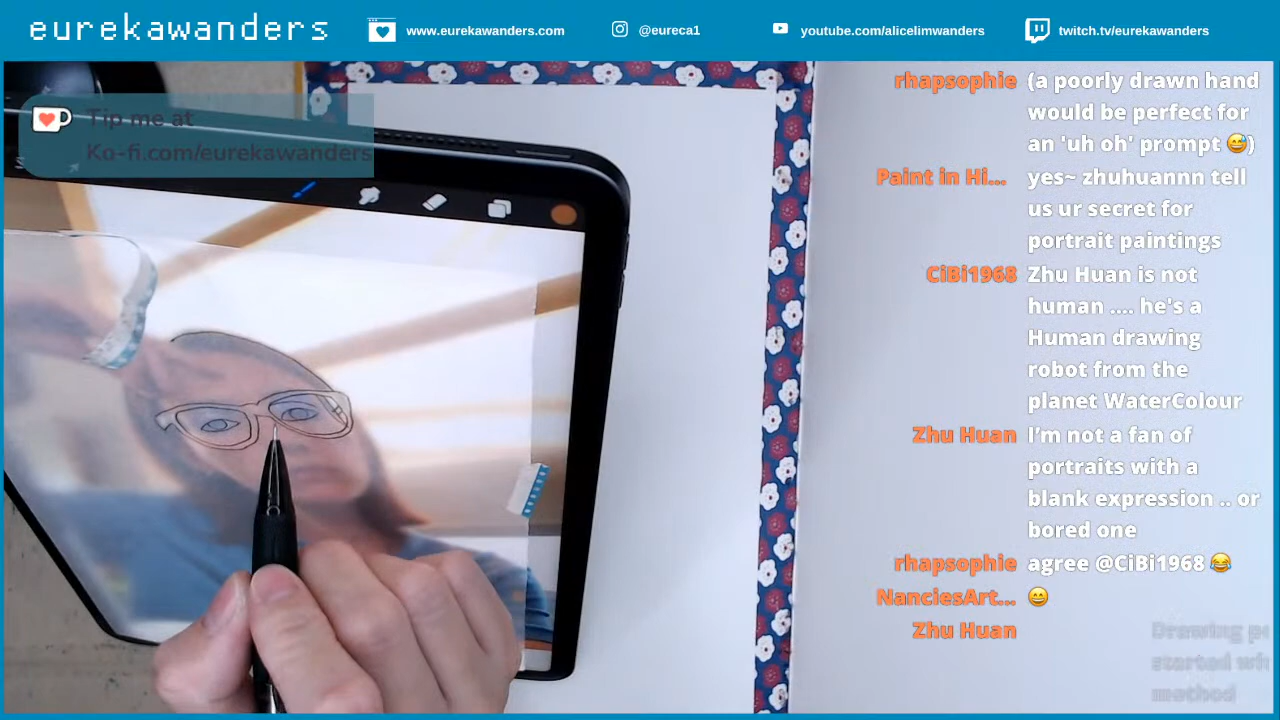 eurekawanders
www.eurekawanders.com
@eureca1
youtube.com/alicelimwanders
twitch.tv/eurekawanders
Tip me at
Ko-fi.com/eurekawanders
rhapsophie (a poorly drawn hand
would be perfect for
an 'uh oh' prompt 😅)
Paint in Hi... yes~ zhuhuannn tell
us ur secret for
portrait paintings
CiBi1968 Zhu Huan is not
human .... he's a
Human drawing
robot from the
planet WaterColour
Zhu Huan I'm not a fan of
portraits with a
blank expression .. or
bored one
rhapsophie agree @CiBi1968 😂
NanciesArt... 😄
Zhu Huan Drawing
started
method